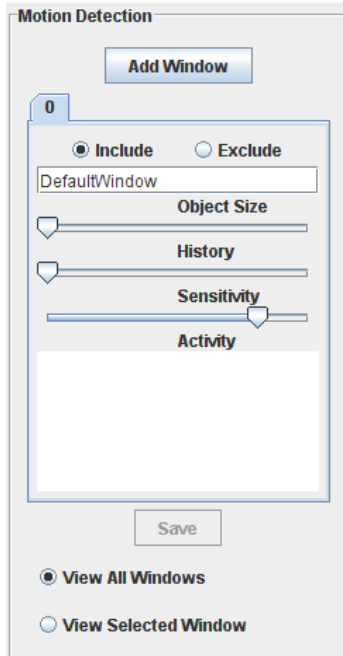 Motion Detection
Add Window
0
Include Exclude
DefaultWindow
Object Size
History
Sensitivity
Activity
Save
View All Windows
View Selected Window